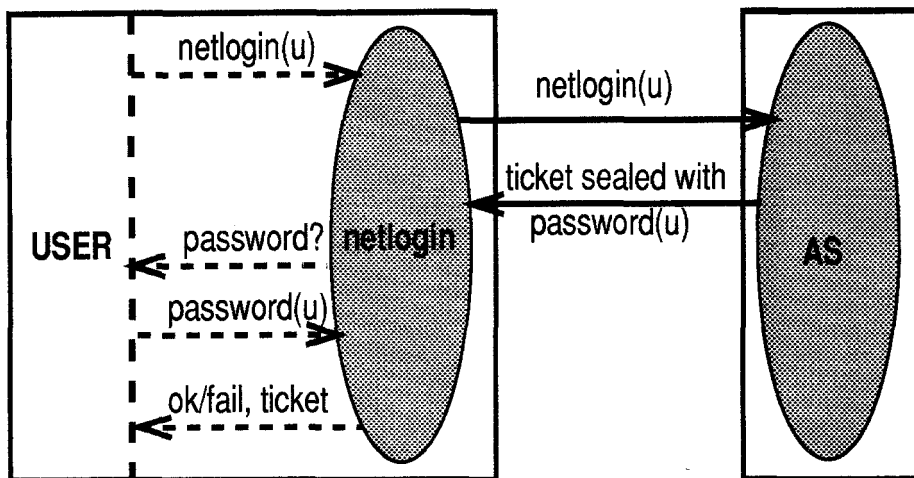 netlogin(u)
netlogin(u)
ticket sealed with
password(u)
USER
password?
netlogin
AS
password(u)
ok/fail, ticket